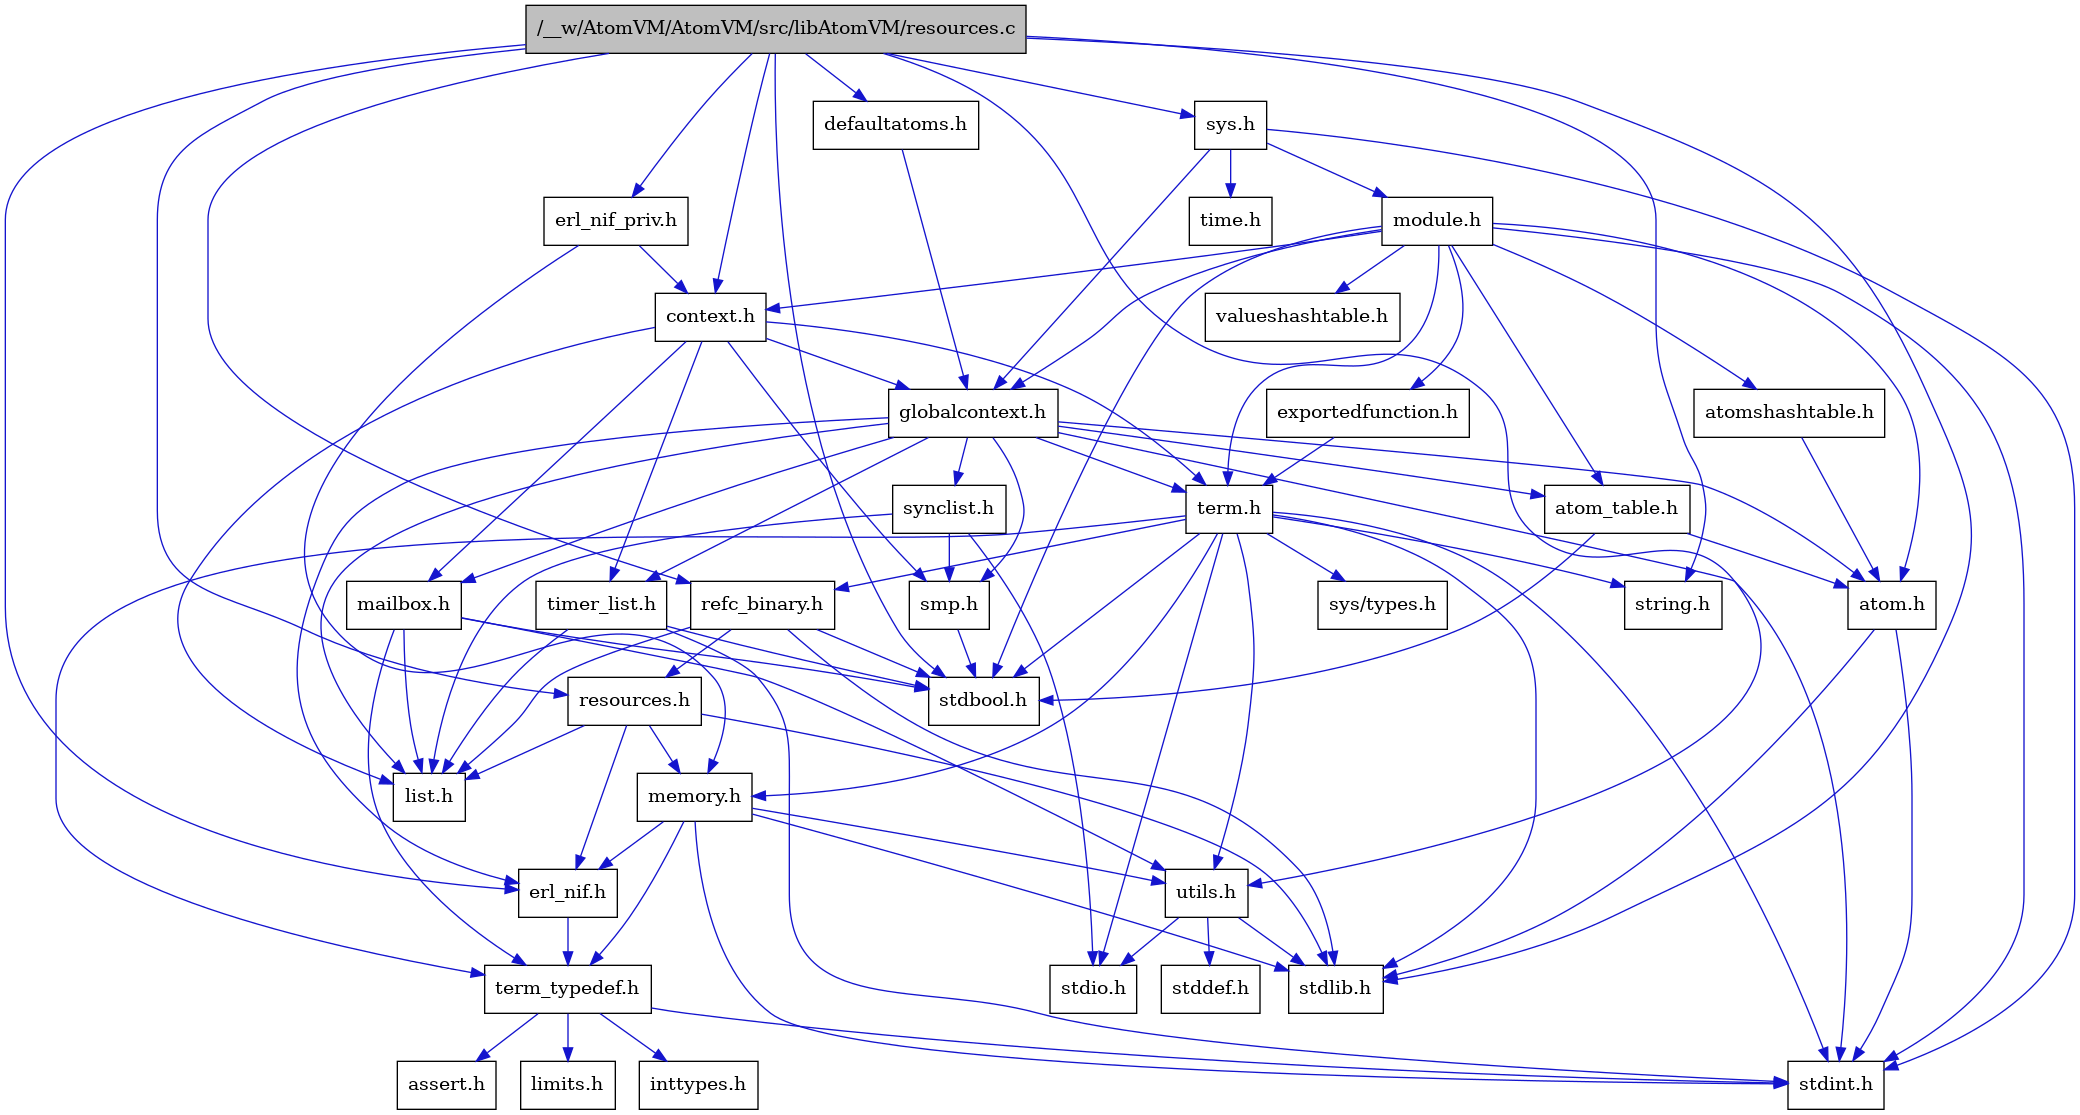 /__w/AtomVM/AtomVM/src/libAtomVM/resources.c
defaultatoms.h
sys.h
erl_nif_priv.h
time.h
module.h
context.h
valueshashtable.h
globalcontext.h
exportedfunction.h
atomshashtable.h
synclist.h
term.h
atom_table.h
mailbox.h
timer_list.h
refc_binary.h
smp.h
sys/types.h
string.h
atom.h
resources.h
stdbool.h
list.h
memory.h
erl_nif.h
utils.h
term_typedef.h
stdio.h
stddef.h
stdlib.h
assert.h
limits.h
inttypes.h
stdint.h